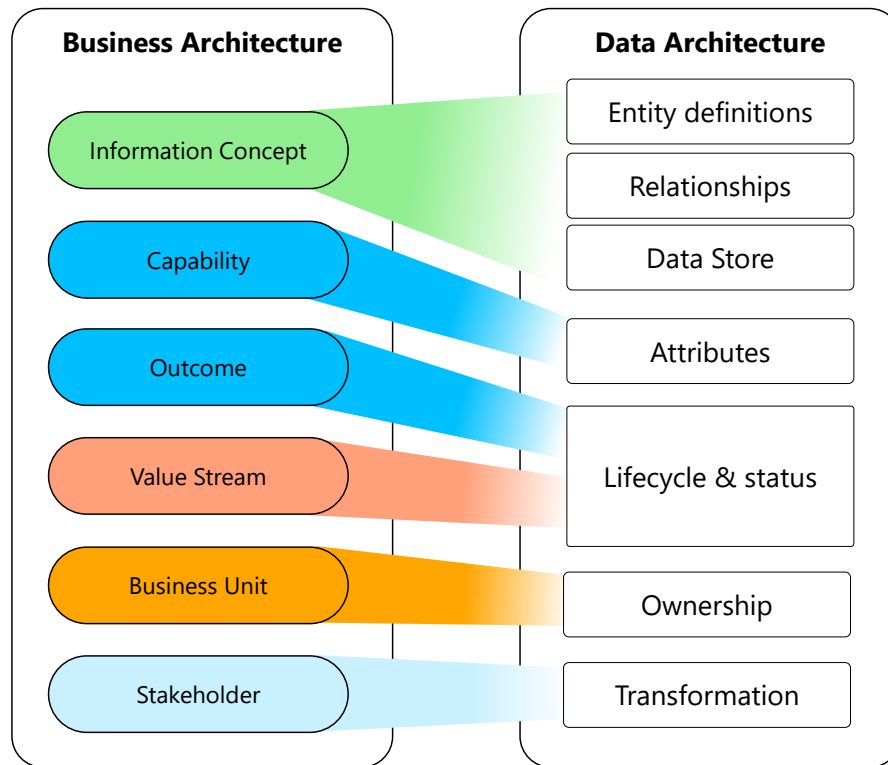 Business Architecture
Information Concept
Capability
Outcome
Value Stream
Business Unit
Stakeholder
Data Architecture
Entity definitions
Relationships
Data Store
Attributes
Lifecycle & status
Ownership
Transformation